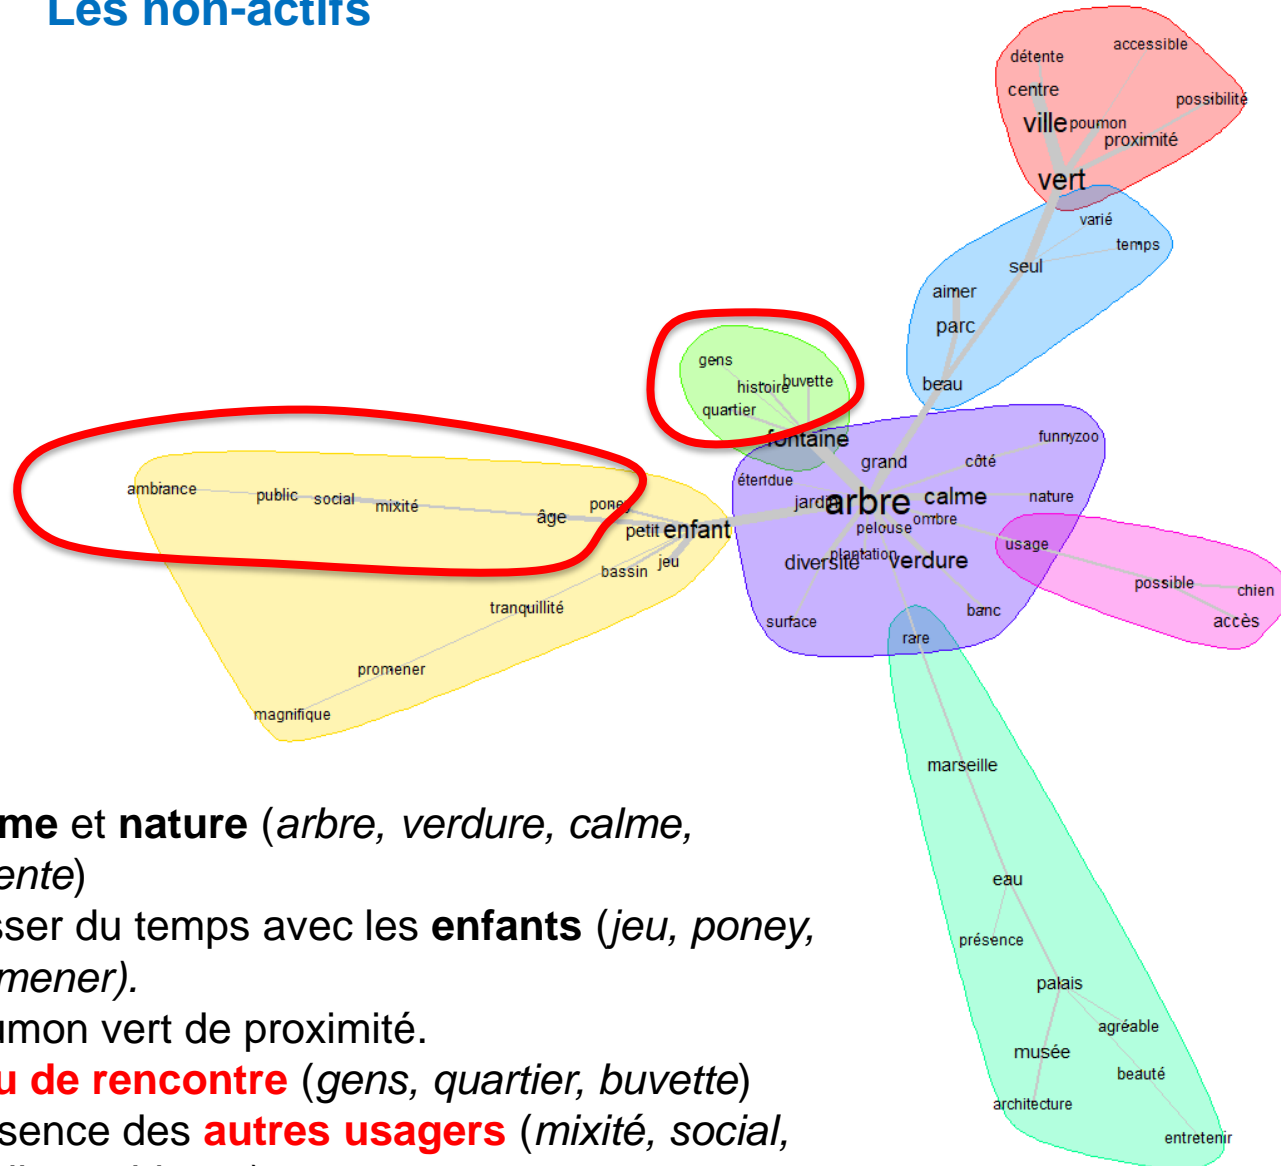 Les non-actifs
détente
accessible
centre
possibilité
ville poumon
proximité
vert
varié
temps
seul
aimer
parc
beau
gens
histoire buvette
quartier
fontaine
grand
côté
funnyzoo
étendue
jardin arbre calme nature
pelouse ombre
ambiance
public social mixité
âge
poney
petit enfant
jeu
bassin
tranquillité
promener
magnifique
diversité plantation verdure
surface
banc
rare
usage
possible
chien
accès
marseille
eau
présence
palais
agréable
musée
beauté
architecture
entretenir
me et nature (arbre, verdure, calme,
ente)
sser du temps avec les enfants (jeu, poney,
mener).
umon vert de proximité.
u de rencontre (gens, quartier, buvette)
sence des autres usagers (mixité, social,